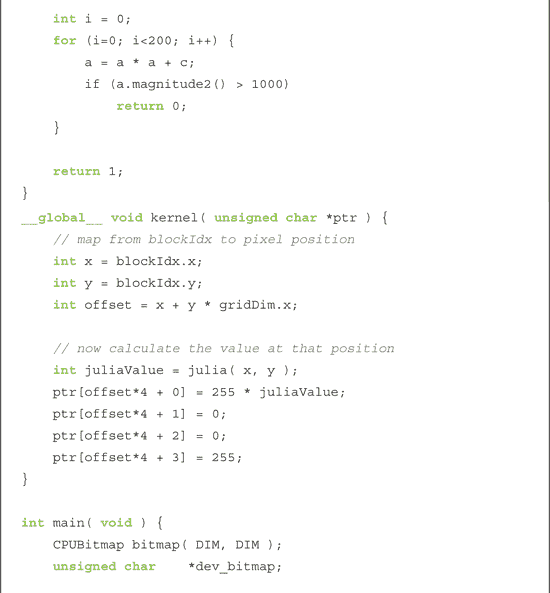 int i = 0;
    for (i=0; i<200; i++) {
        a = a * a + c;
        if (a.magnitude2() > 1000)
            return 0;
    }

    return 1;
}
__global__ void kernel( unsigned char *ptr ) {
    // map from blockIdx to pixel position
    int x = blockIdx.x;
    int y = blockIdx.y;
    int offset = x + y * gridDim.x;

    // now calculate the value at that position
    int juliaValue = julia( x, y );
    ptr[offset*4 + 0] = 255 * juliaValue;
    ptr[offset*4 + 1] = 0;
    ptr[offset*4 + 2] = 0;
    ptr[offset*4 + 3] = 255;
}

int main( void ) {
    CPUBitmap bitmap( DIM, DIM );
    unsigned char    *dev_bitmap;